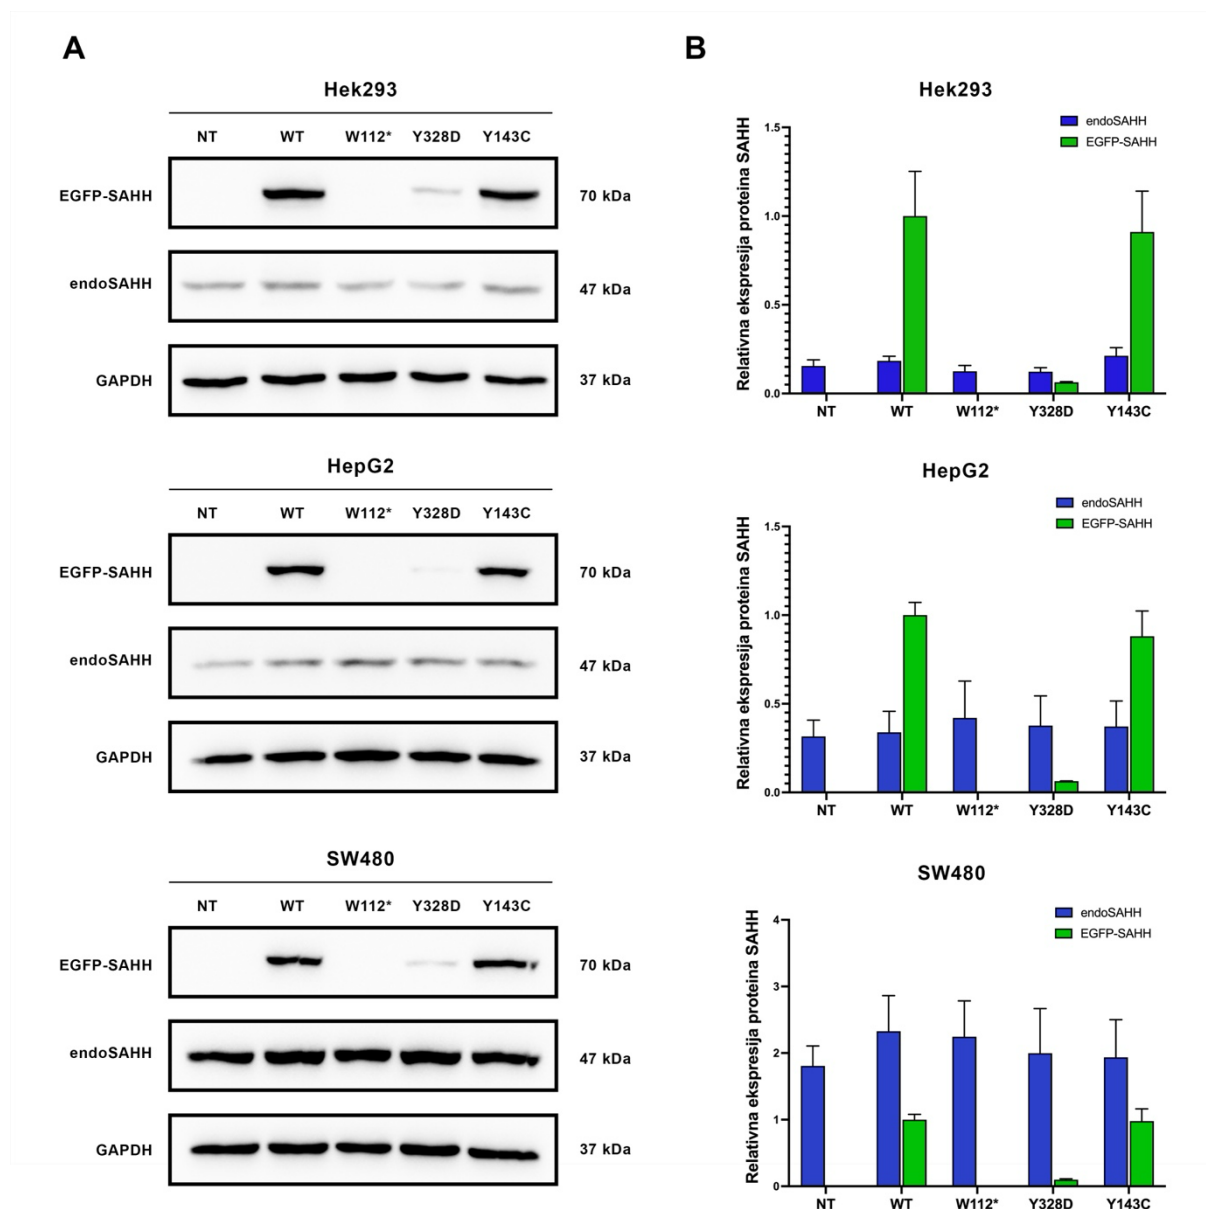 A
Hek293
NT WT W112* Y328D Y143C
EGFP-SAHH 70 kDa
endoSAHH 47 kDa
GAPDH 37 kDa
HepG2
NT WT W112* Y328D Y143C
EGFP-SAHH 70 kDa
endoSAHH 47 kDa
GAPDH 37 kDa
SW480
NT WT W112* Y328D Y143C
EGFP-SAHH 70 kDa
endoSAHH 47 kDa
GAPDH 37 kDa
B
Hek293
endoSAHH
EGFP-SAHH
Relativna ekspresija proteina SAHH
1.5
1.0
0.5
0.0
NT WT W112* Y328D Y143C
HepG2
endoSAHH
EGFP-SAHH
Relativna ekspresija proteina SAHH
1.5
1.0
0.5
0.0
NT WT W112* Y328D Y143C
SW480
endoSAHH
EGFP-SAHH
Relativna ekspresija proteina SAHH
4
3
2
1
0
NT WT W112* Y328D Y143C